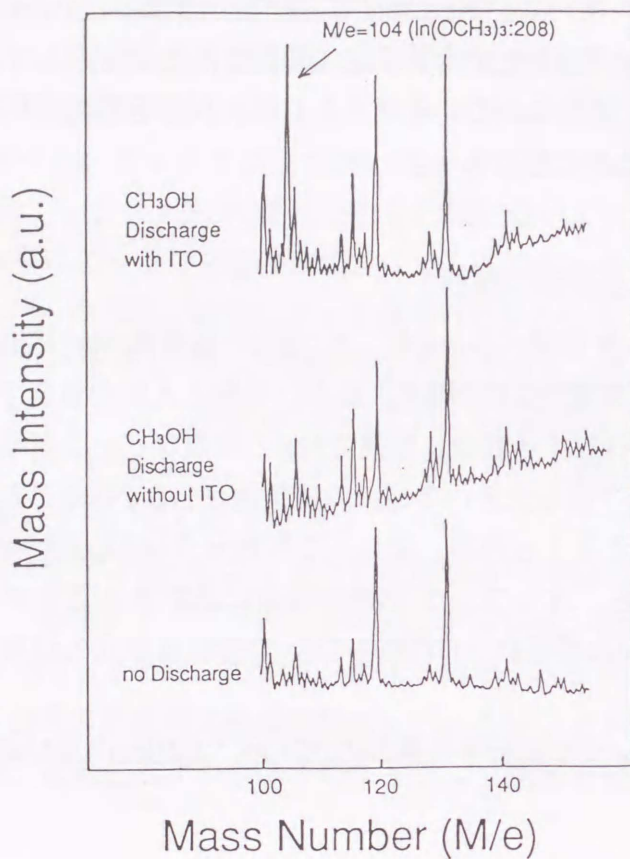 M/e=104 (In(OCH₃)₃:208)
CH₃OH
Discharge
with ITO
CH₃OH
Discharge
without ITO
no Discharge
Mass Intensity (a.u.)
100 120 140
Mass Number (M/e)